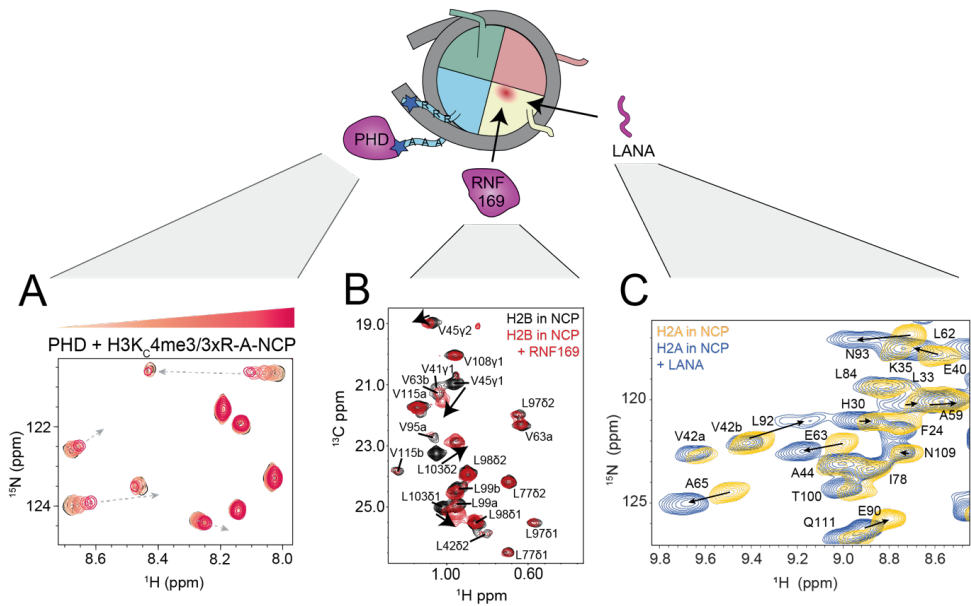 PHD
RNF
169
LANA
A
PHD + H3KC4me3/3xR-A-NCP
122
124
15N (ppm)
8.6
8.4
8.2
8.0
1H (ppm)
B
H2B in NCP
H2B in NCP
+ RNF169
19.0
21.0
23.0
25.0
13C ppm
V45γ2
V108γ1
V41γ1
V63b
V45γ1
V115a
L97δ2
V63a
V95a
V115b
L103δ2
L98δ2
L77δ2
L99b
L103δ1
L99a
L98δ1
L97δ1
L42δ2
L77δ1
1.00
0.60
1H ppm
C
H2A in NCP
H2A in NCP
+ LANA
120
125
15N (ppm)
L62
N93
K35
E40
L33
L84
H30
A59
L92
V42b
F24
V42a
E63
N109
A44
I78
A65
T100
E90
Q111
9.8
9.6
9.4
9.2
9.0
8.8
8.6
1H (ppm)